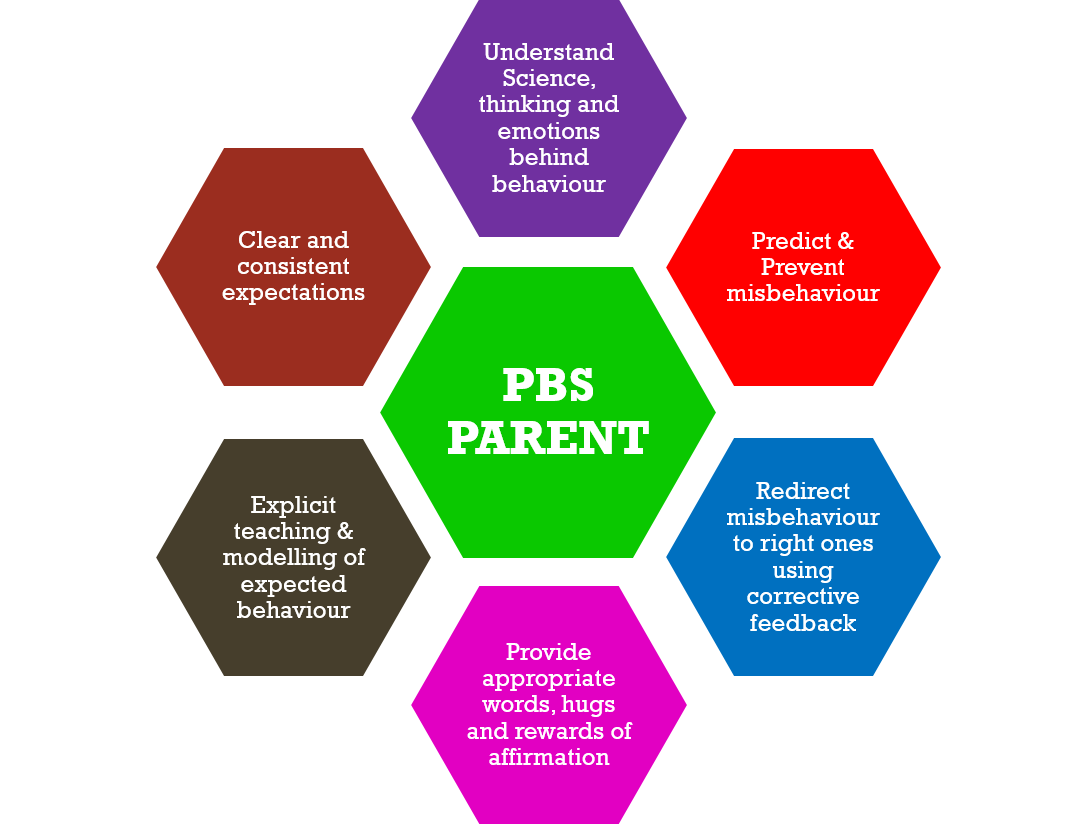 Understand
Science,
thinking and
emotions
behind
behaviour
Clear and
consistent
expectations
Predict &
Prevent
misbehaviour
PBS
PARENT
Explicit
teaching &
modelling of
expected
behaviour
Redirect
misbehaviour
to right ones
using
corrective
feedback
Provide
appropriate
words, hugs
and rewards of
affirmation